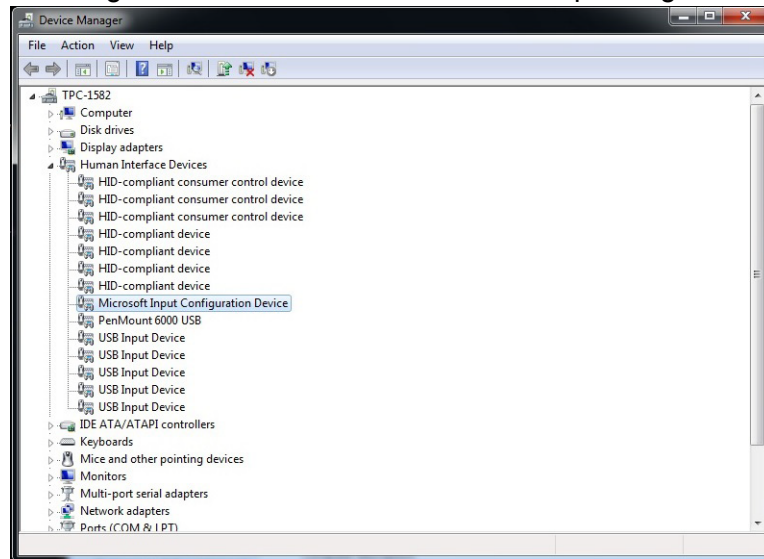 Device Manager
File Action View Help
TPC-1582
Computer
Disk drives
Display adapters
Human Interface Devices
HID-compliant consumer control device
HID-compliant consumer control device
HID-compliant consumer control device
HID-compliant device
HID-compliant device
HID-compliant device
HID-compliant device
Microsoft Input Configuration Device
PenMount 6000 USB
USB Input Device
USB Input Device
USB Input Device
USB Input Device
USB Input Device
IDE ATA/ATAPI controllers
Keyboards
Mice and other pointing devices
Monitors
Multi-port serial adapters
Network adapters
Ports (COM & LPT)